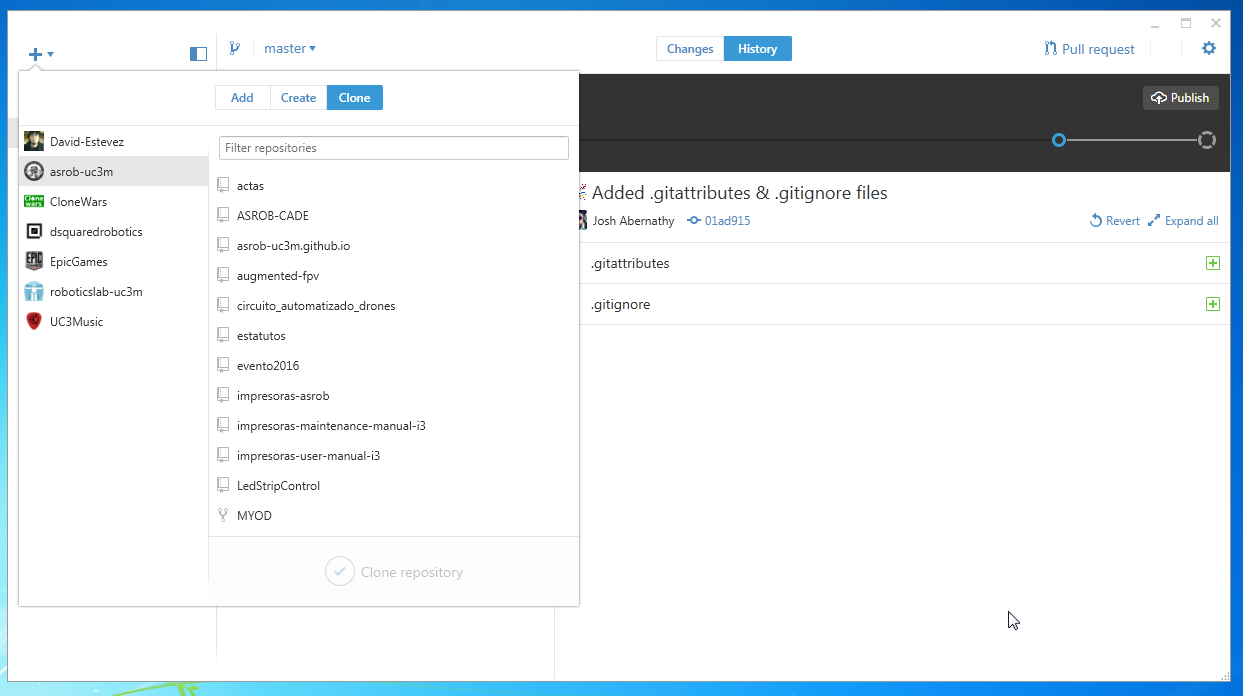 master
Changes
History
Pull request
Add
Create
Clone
Publish
David-Estevez
asrob-uc3m
CloneWars
dsquaredrobotics
EpicGames
roboticslab-uc3m
UC3Music
Filter repositories
actas
ASROB-CADE
asrob-uc3m.github.io
augmented-fpv
circuito_automatizado_drones
estatutos
evento2016
impresoras-asrob
impresoras-maintenance-manual-i3
impresoras-user-manual-i3
LedStripControl
MYOD
Clone repository
Added .gitattributes & .gitignore files
Josh Abernathy
01ad915
Revert
Expand all
.gitattributes
.gitignore